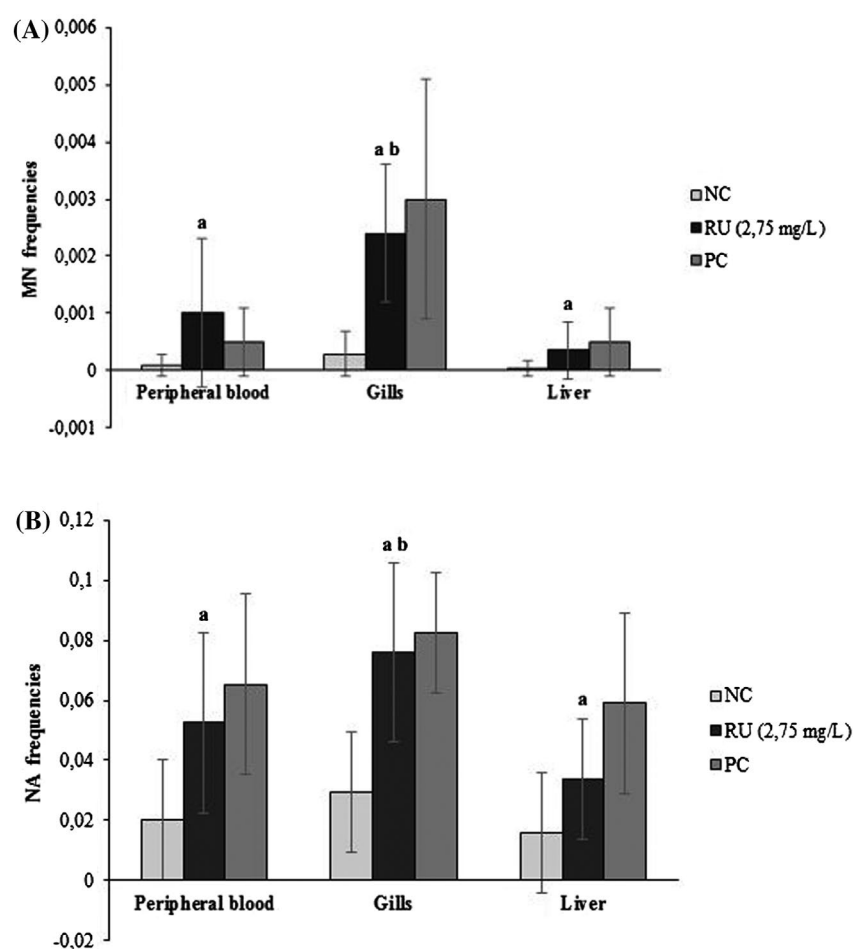 (A)
0,006
0,005
0,004
0,003
0,002
0,001
0
-0,001
MN frequencies
a
a b
a
Peripheral blood Gills Liver
NC
RU (2,75 mg/L)
PC
(B)
0,12
0,1
0,08
0,06
0,04
0,02
0
-0,02
NA frequencies
a
a b
a
Peripheral blood Gills Liver
NC
RU (2,75 mg/L)
PC